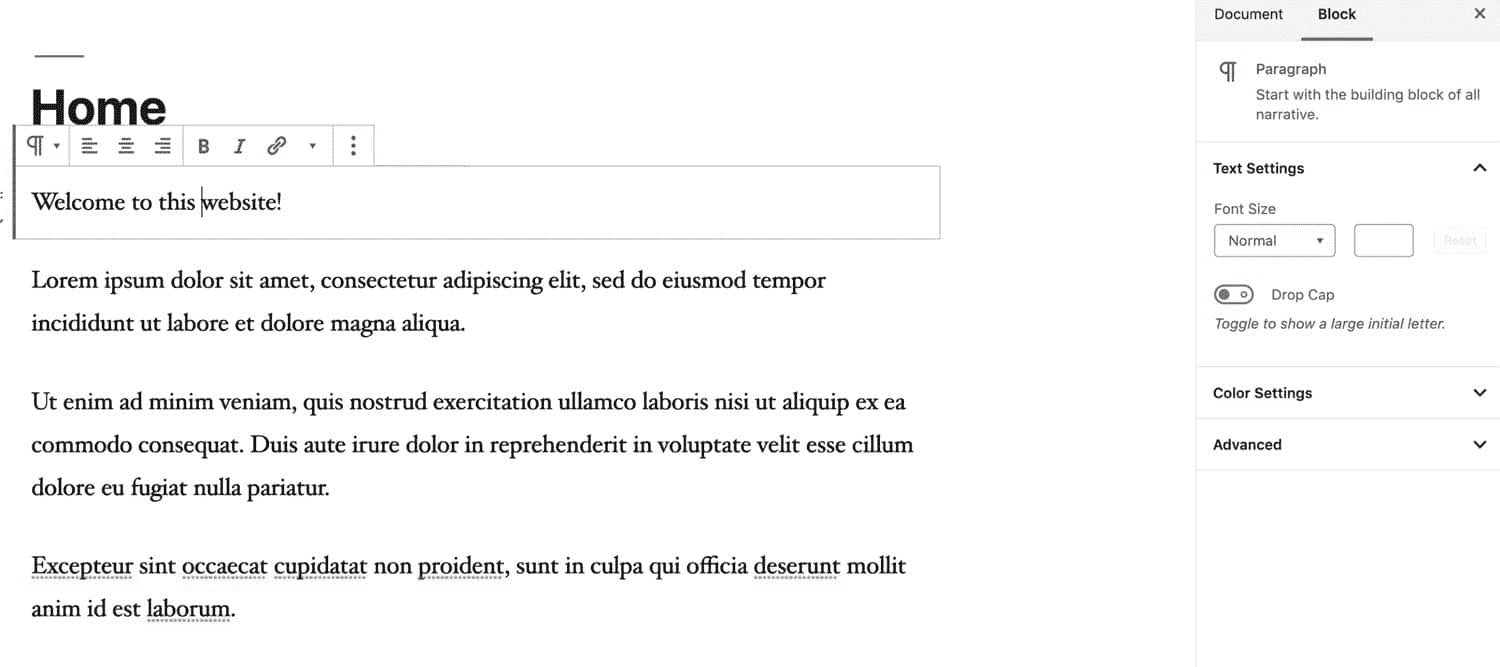 Document Block
Paragraph
Start with the building block of all
narrative.
Text Settings
Font Size
Normal
Reset
Drop Cap
Toggle to show a large initial letter.
Color Settings
Advanced
Home
B I
Welcome to this website!
Lorem ipsum dolor sit amet, consectetur adipiscing elit, sed do eiusmod tempor
incididunt ut labore et dolore magna aliqua.
Ut enim ad minim veniam, quis nostrud exercitation ullamco laboris nisi ut aliquip ex ea
commodo consequat. Duis aute irure dolor in reprehenderit in voluptate velit esse cillum
dolore eu fugiat nulla pariatur.
Excepteur sint occaecat cupidatat non proident, sunt in culpa qui officia deserunt mollit
anim id est laborum.